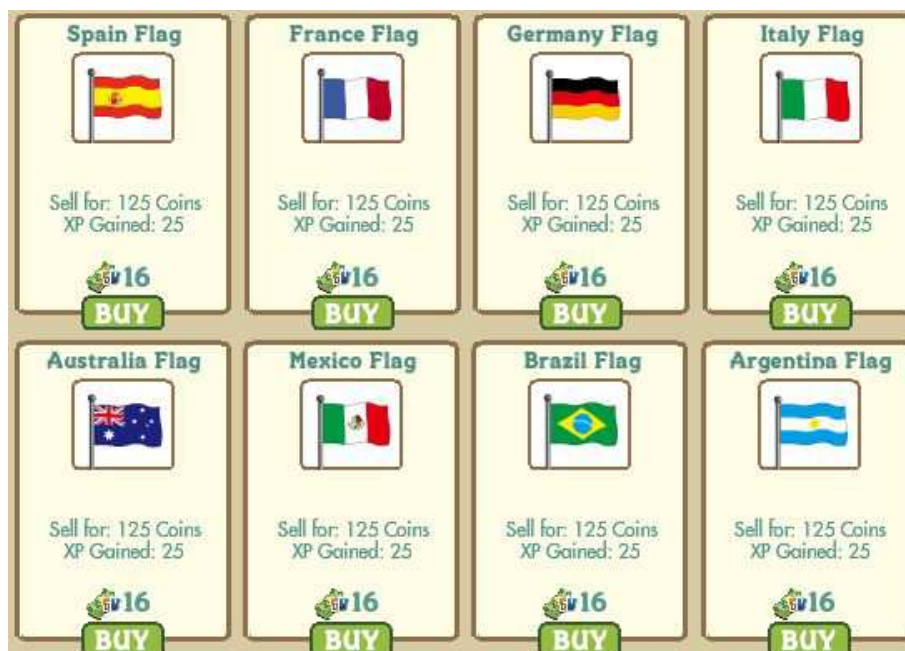 Spain Flag
Sell for: 125 Coins
XP Gained: 25
16
BUY
France Flag
Sell for: 125 Coins
XP Gained: 25
16
BUY
Germany Flag
Sell for: 125 Coins
XP Gained: 25
16
BUY
Italy Flag
Sell for: 125 Coins
XP Gained: 25
16
BUY
Australia Flag
Sell for: 125 Coins
XP Gained: 25
16
BUY
Mexico Flag
Sell for: 125 Coins
XP Gained: 25
16
BUY
Brazil Flag
Sell for: 125 Coins
XP Gained: 25
16
BUY
Argentina Flag
Sell for: 125 Coins
XP Gained: 25
16
BUY